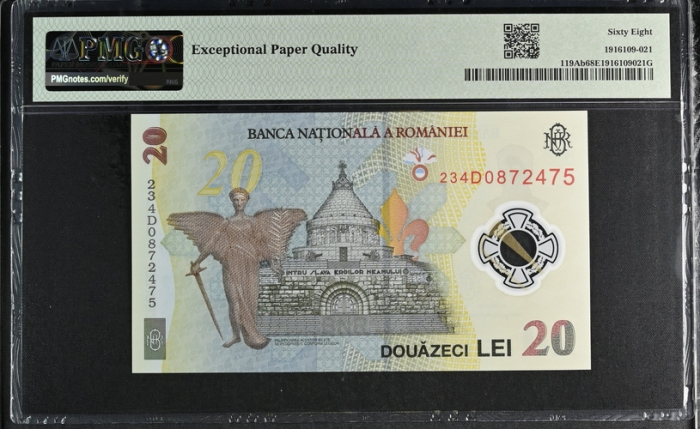 PMG
PMGnotes.com/verify
Exceptional Paper Quality
Sixty Eight
1916109-021
119Ab68E1916109021G
20
BANCA NAȚIONALĂ A ROMÂNIEI
20
234D0872475
234D0872475
INTRU SLAVA EROILOR NEAMULUI
DOUĂZECI LEI 20